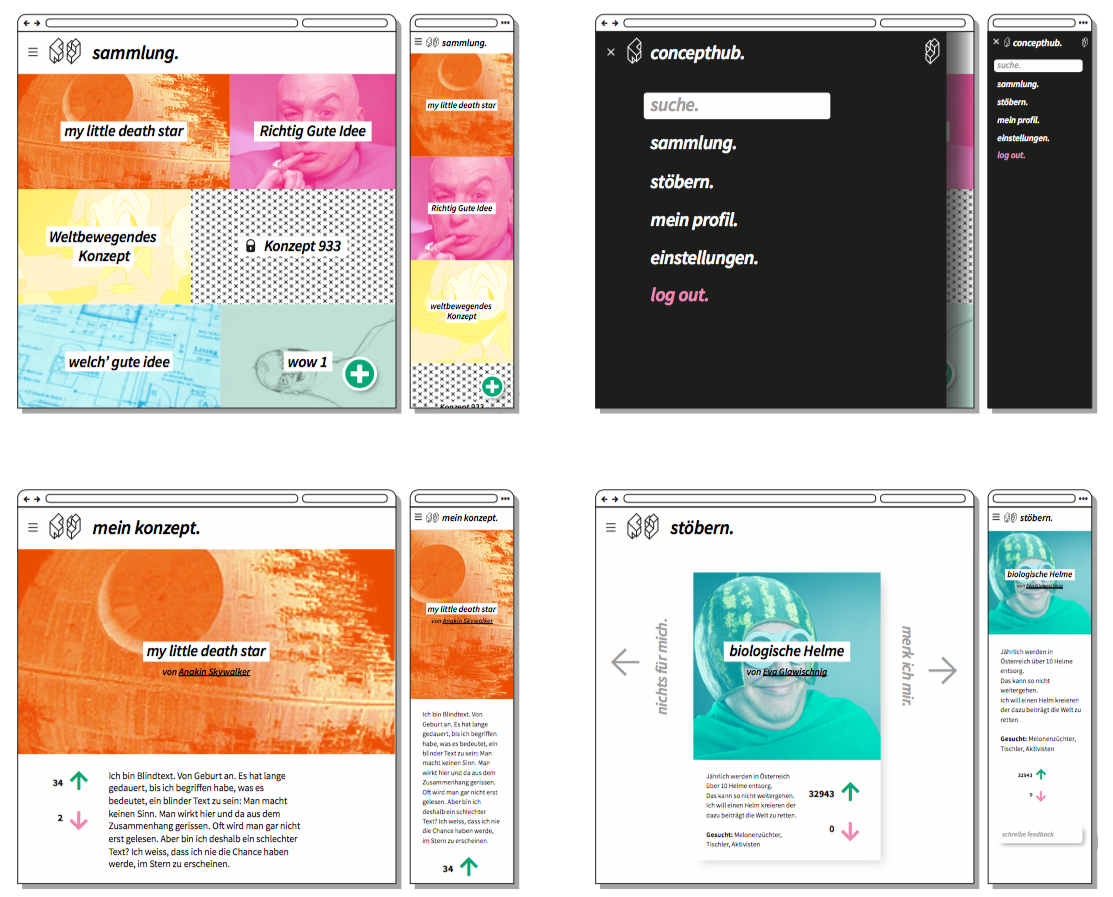 sammlung.
my little death star
Richtig Gute Idee
Weltbewegendes
Konzept
Konzept 933
welch’ gute idee
Living
wow 1
sammlung.
my little death star
Richtig Gute Idee
weltbewegendes
Konzept
Konzept 933
concepthub.
suche.
sammlung.
stöbern.
mein profil.
einstellungen.
log out.
concepthub.
suche.
sammlung.
stöbern.
mein profil.
einstellungen.
log out.
mein konzept.
my little death star
von Anakin Skywalker
34
2
Ich bin Blindtext. Von Geburt an. Es hat lange
gedauert, bis ich begriffen habe, was es
bedeutet, ein blinder Text zu sein: Man macht
keinen Sinn. Man wirkt hier und da aus dem
Zusammenhang gerissen. Oft wird man gar nicht
erst gelesen. Aber bin ich deshalb ein schlechter
Text? Ich weiss, dass ich nie die Chance haben
werde, im Stern zu erscheinen.
mein konzept.
my little death star
von Anakin Skywalker
Ich bin Blindtext. Von
Geburt an. Es hat lange
gedauert, bis ich begriffen
habe, was es bedeutet, ein
blinder Text zu sein: Man
macht keinen Sinn. Man
wirkt hier und da aus dem
Zusammenhang gerissen.
Oft wird man gar nicht erst
gelesen. Aber bin ich
deshalb ein schlechter
Text? Ich weiss, dass ich nie
die Chance haben werde,
im Stern zu erscheinen.
34
stöbern.
nichts für mich.
biologische Helme
von Eva Glawischnig
merk ich mir.
Jährlich werden in Österreich
über 10 Helme entsorg.
Das kann so nicht weitergehen.
Ich will einen Helm kreieren der
dazu beiträgt die Welt zu retten.
Gesucht: Melonenzüchter,
Tischler, Aktivisten
32943
0
stöbern.
biologische Helme
von Eva Glawischnig
Jährlich werden in
Österreich über 10 Helme
entsorg.
Das kann so nicht
weitergehen.
Ich will einen Helm kreieren
der dazu beiträgt die Welt zu
retten.
Gesucht: Melonenzüchter,
Tischler, Aktivisten
32943
0
schreibe feedback